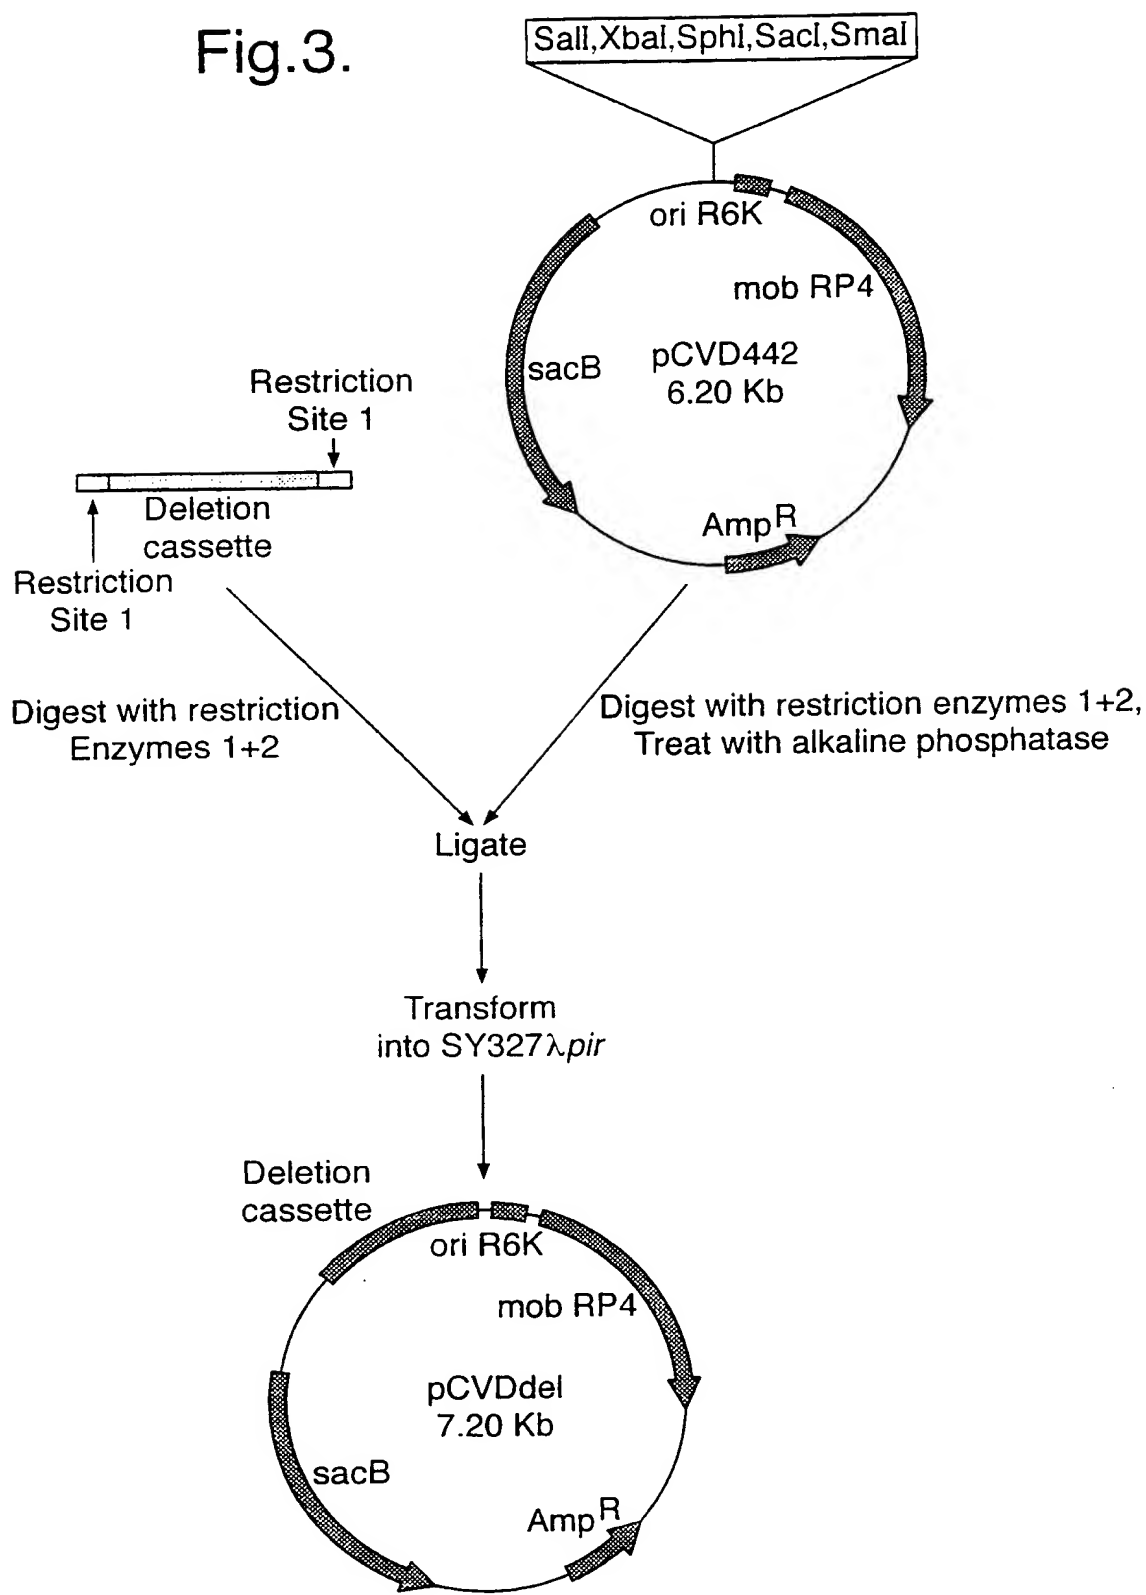 Fig.3.
SalI,XbaI,SphI,SacI,SmaI
ori R6K
mob RP4
sacB
pCVD442
6.20 Kb
Amp R
Restriction
Site 1
Deletion
cassette
Restriction
Site 1
Digest with restriction
Enzymes 1+2
Digest with restriction enzymes 1+2,
Treat with alkaline phosphatase
Ligate
Transform
into SY327λpir
Deletion
cassette
ori R6K
mob RP4
pCVDdel
7.20 Kb
sacB
Amp R